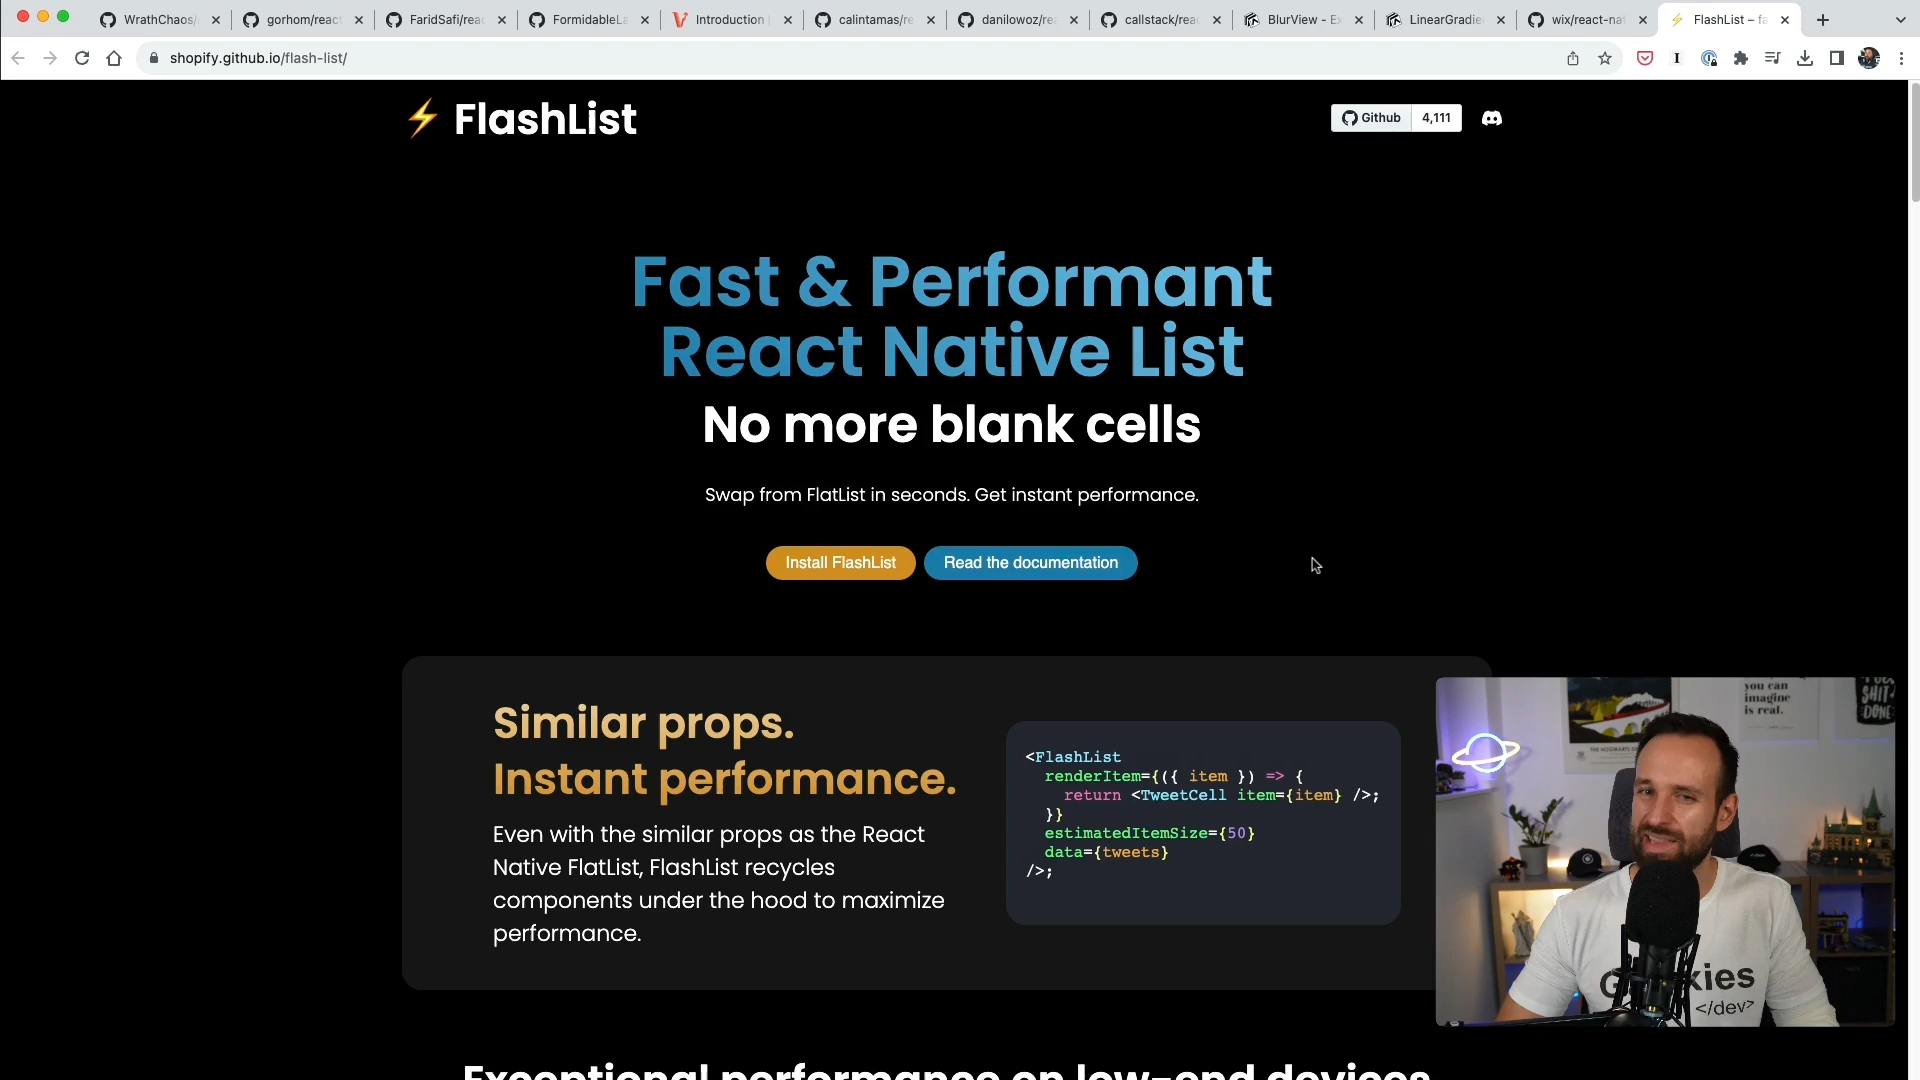 WrathChaos/
gorhom/react
FaridSafi/reac
FormidableLa
Introduction
calintamas/re
danilowoz/rea
callstack/reac
BlurView - Ex
LinearGradie
wix/react-nat
FlashList – fa
shopify.github.io/flash-list/
⚡ FlashList
Github 4,111
Fast & Performant
React Native List
No more blank cells
Swap from FlatList in seconds. Get instant performance.
Install FlashList
Read the documentation
Similar props.
Instant performance.
Even with the similar props as the React
Native FlatList, FlashList recycles
components under the hood to maximize
performance.
<FlashList
renderItem={({ item }) => {
return <TweetCell item={item} />;
}}
estimatedItemSize={50}
data={tweets}
/>;
you can
imagine
is real.
SHIT
DONE
</dev>
Exceptional performance on low-end devices